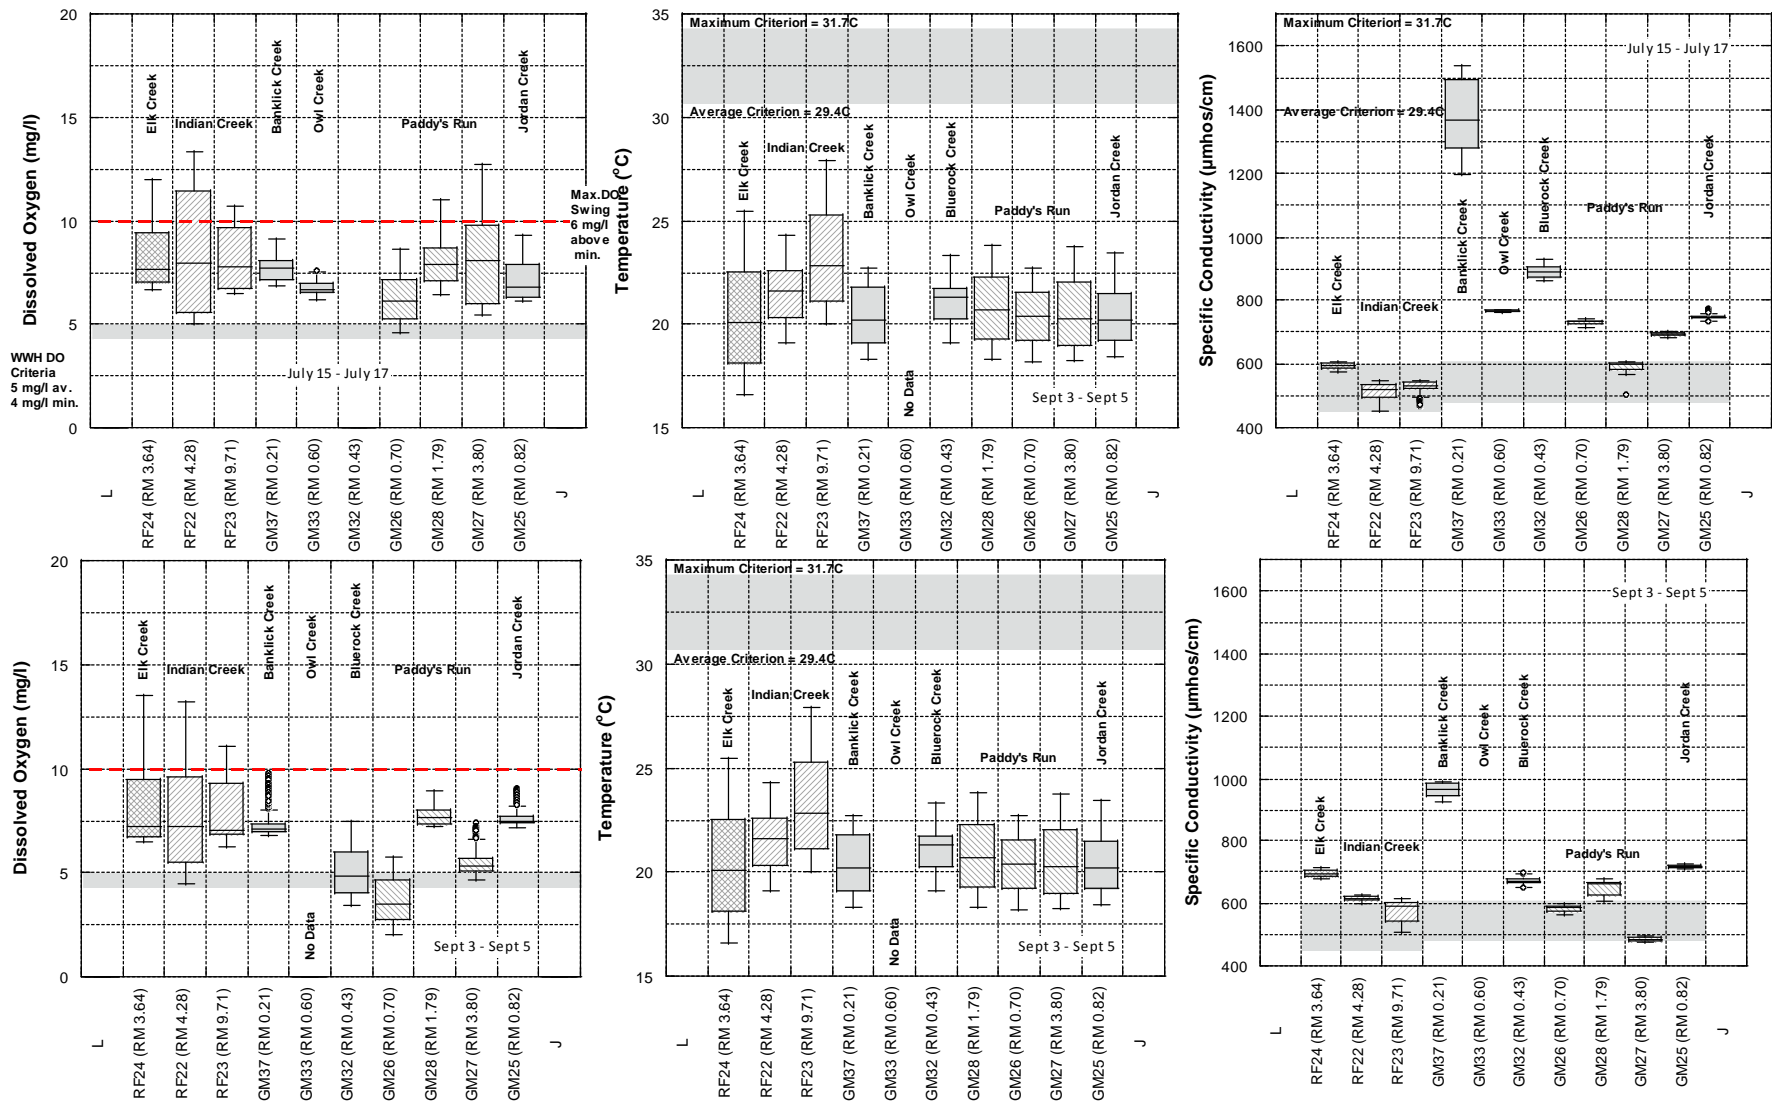 Dissolved Oxygen (mg/l)
20
15
10
5
0
Elk Creek
Indian Creek
Banklick Creek
Owl Creek
Paddy's Run
Jordan Creek
Max.DO
Swing
6 mg/l
above
min.
WWH DO
Criteria
5 mg/l av.
4 mg/l min.
July 15 - July 17
L
RF24 (RM 3.64)
RF22 (RM 4.28)
RF23 (RM 9.71)
GM37 (RM 0.21)
GM33 (RM 0.60)
GM32 (RM 0.43)
GM26 (RM 0.70)
GM28 (RM 1.79)
GM27 (RM 3.80)
GM25 (RM 0.82)
J
Temperature (°C)
35
30
25
20
15
Maximum Criterion = 31.7C
Average Criterion = 29.4C
Elk Creek
Indian Creek
Banklick Creek
Owl Creek
Bluerock Creek
Paddy's Run
Jordan Creek
No Data
Sept 3 - Sept 5
L
RF24 (RM 3.64)
RF22 (RM 4.28)
RF23 (RM 9.71)
GM37 (RM 0.21)
GM33 (RM 0.60)
GM32 (RM 0.43)
GM28 (RM 1.79)
GM26 (RM 0.70)
GM27 (RM 3.80)
GM25 (RM 0.82)
J
Specific Conductivity (µmhos/cm)
1600
1400
1200
1000
800
600
400
Maximum Criterion = 31.7C
July 15 - July 17
Average Criterion = 29.4C
Elk Creek
Indian Creek
Banklick Creek
Owl Creek
Bluerock Creek
Paddy's Run
Jordan Creek
L
RF24 (RM 3.64)
RF22 (RM 4.28)
RF23 (RM 9.71)
GM37 (RM 0.21)
GM33 (RM 0.60)
GM32 (RM 0.43)
GM26 (RM 0.70)
GM28 (RM 1.79)
GM27 (RM 3.80)
GM25 (RM 0.82)
J
Dissolved Oxygen (mg/l)
20
15
10
5
0
Elk Creek
Indian Creek
Banklick Creek
Owl Creek
Bluerock Creek
Paddy's Run
Jordan Creek
No Data
Sept 3 - Sept 5
L
RF24 (RM 3.64)
RF22 (RM 4.28)
RF23 (RM 9.71)
GM37 (RM 0.21)
GM33 (RM 0.60)
GM32 (RM 0.43)
GM26 (RM 0.70)
GM28 (RM 1.79)
GM27 (RM 3.80)
GM25 (RM 0.82)
J
Temperature (°C)
35
30
25
20
15
Maximum Criterion = 31.7C
Average Criterion = 29.4C
Elk Creek
Indian Creek
Banklick Creek
Owl Creek
Bluerock Creek
Paddy's Run
Jordan Creek
No Data
Sept 3 - Sept 5
L
RF24 (RM 3.64)
RF22 (RM 4.28)
RF23 (RM 9.71)
GM37 (RM 0.21)
GM33 (RM 0.60)
GM32 (RM 0.43)
GM28 (RM 1.79)
GM26 (RM 0.70)
GM27 (RM 3.80)
GM25 (RM 0.82)
J
Specific Conductivity (µmhos/cm)
1600
1400
1200
1000
800
600
400
Sept 3 - Sept 5
Elk Creek
Indian Creek
Banklick Creek
Owl Creek
Bluerock Creek
Paddy's Run
Jordan Creek
L
RF24 (RM 3.64)
RF22 (RM 4.28)
RF23 (RM 9.71)
GM37 (RM 0.21)
GM33 (RM 0.60)
GM32 (RM 0.43)
GM26 (RM 0.70)
GM28 (RM 1.79)
GM27 (RM 3.80)
GM25 (RM 0.82)
J